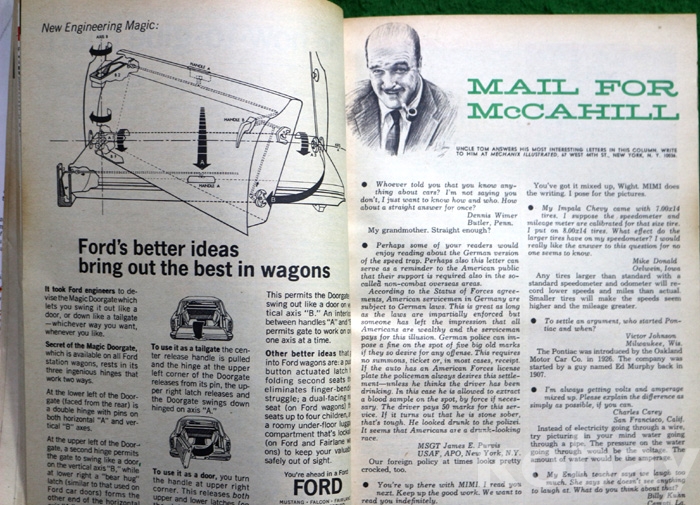 New Engineering Magic:
AXIS B
HANDLE A
HANDLE B
HANDLE A
Ford's better ideas
bring out the best in wagons
It took Ford engineers to de-
vise the Magic Doorgate which
lets you swing it out like a
door, or down like a tailgate
—whichever way you want,
whenever you like.
Secret of the Magic Doorgate,
which is available on all Ford
station wagons, rests in its
three ingenious hinges that
work two ways.
At the lower left of the Door-
gate (faced from the rear) is
a double hinge with pins on
both horizontal "A" and ver-
tical "B" axes.
At the upper left of the Door-
gate, a second hinge permits
the gate to swing like a door,
on the vertical axis "B," while
at lower right a "bear hug"
latch (similar to that used on
Ford car doors) forms the
other end of the horizontal
To use it as a tailgate the cen-
ter release handle is pulled
and the hinge at the upper
left corner of the Doorgate
releases from its pin, the up-
per right latch releases and
the Doorgate swings down
hinged on axis "A."
To use it as a door, you turn
the handle at upper right
corner. This releases both
upper and lower latches
This permits the Doorgate
swing out like a door on
tical axis "B." An
between handles "A" and
permits gate to work on
one axis at a time.
Other better ideas
into Ford wagons are: a
button actuated latch
folding second seats
eliminates finger
struggle; a dual-facing
seat (on Ford wagons)
seats up to four children,
a roomy under-floor
compartment that's
(on Ford and Fairlane
ons) to keep your
safely out of sight.
You're ahead in a Ford
FORD
MUSTANG • FALCON •
MAIL FOR
McCAHILL
UNCLE TOM ANSWERS HIS MOST INTERESTING LETTERS IN THIS COLUMN. WRITE
TO HIM AT MECHANIX ILLUSTRATED, 67 WEST 44TH ST., NEW YORK, N. Y. 10036.
● Whoever told you that you know any-
thing about cars? I'm not saying you
don't, I just want to know how and who. How
about a straight answer for once?
Dennis Wimer
Butler, Penn.
My grandmother. Straight enough?
● Perhaps some of your readers would
enjoy reading about the German version
of the speed trap. Perhaps also this letter can
serve as a reminder to the American public
that their support is required also in the so-
called non-combat overseas areas.
According to the Status of Forces agree-
ments, American servicemen in Germany are
subject to German law. This is great as long
as the laws are impartially enforced but
someone has left the impression that all
Americans are wealthy and the serviceman
pays for this illusion. German police can im-
pose a fine on the spot of five big old marks
if they so desire for any offense. This requires
no summons, ticket or, in most cases, receipt.
If the auto has an American Forces license
plate the policeman always desires this settle-
ment—unless he thinks the driver has been
drinking. In this case he is allowed to extract
a blood sample on the spot, by force if neces-
sary. The driver pays 50 marks for this ser-
vice. If it turns out that he is stone sober,
that's tough. He looked drunk to the polizei.
It seems that Americans are a drunk-looking
race.
MSGT James E. Purvis
USAF, APO, New York, N.Y.
Our foreign policy at times looks pretty
crocked, too.
● You're up there with MIMI. I read you
next. Keep up the good work. We want to
read you indefinitely.
You've got it mixed up, Wight. MIMI does
the writing. I pose for the pictures.
● My Impala Chevy came with 7.00x14
tires. I suppose the speedometer and
mileage meter are calibrated for that size tire.
I put on 8.00x14 tires. What effect do the
larger tires have on my speedometer? I would
really like the answer to this question for no
one seems to know.
Mike Donald
Oelwein, Iowa
Any tires larger than standard with a
standard speedometer and odometer will re-
cord lower speeds and miles than actual.
Smaller tires will make the speeds seem
higher and the mileage greater.
● To settle an argument, who started Pon-
tiac and when?
Victor Johnson
Milwaukee, Wis.
The Pontiac was introduced by the Oakland
Motor Car Co. in 1926. The company was
started by a guy named Ed Murphy back in
1907.
● I'm always getting volts and amperage
mixed up. Please explain the difference as
simply as possible, if you can.
Charles Carey
San Francisco, Calif.
Instead of electricity going through a wire,
try picturing in your mind water going
through a pipe. The pressure on the water
going through would be the voltage. The
amount of water would be the amperage.
● My English teacher says we laugh too
much. She says she doesn't see anything
to laugh at. What do you think about that?
Billy Kuhn